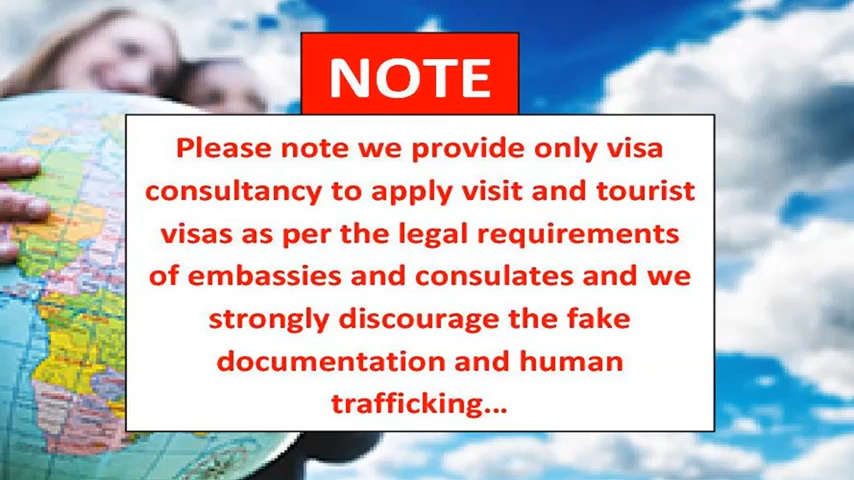 NOTE
Please note we provide only visa
consultancy to apply visit and tourist
visas as per the legal requirements
of embassies and consulates and we
strongly discourage the fake
documentation and human
trafficking...